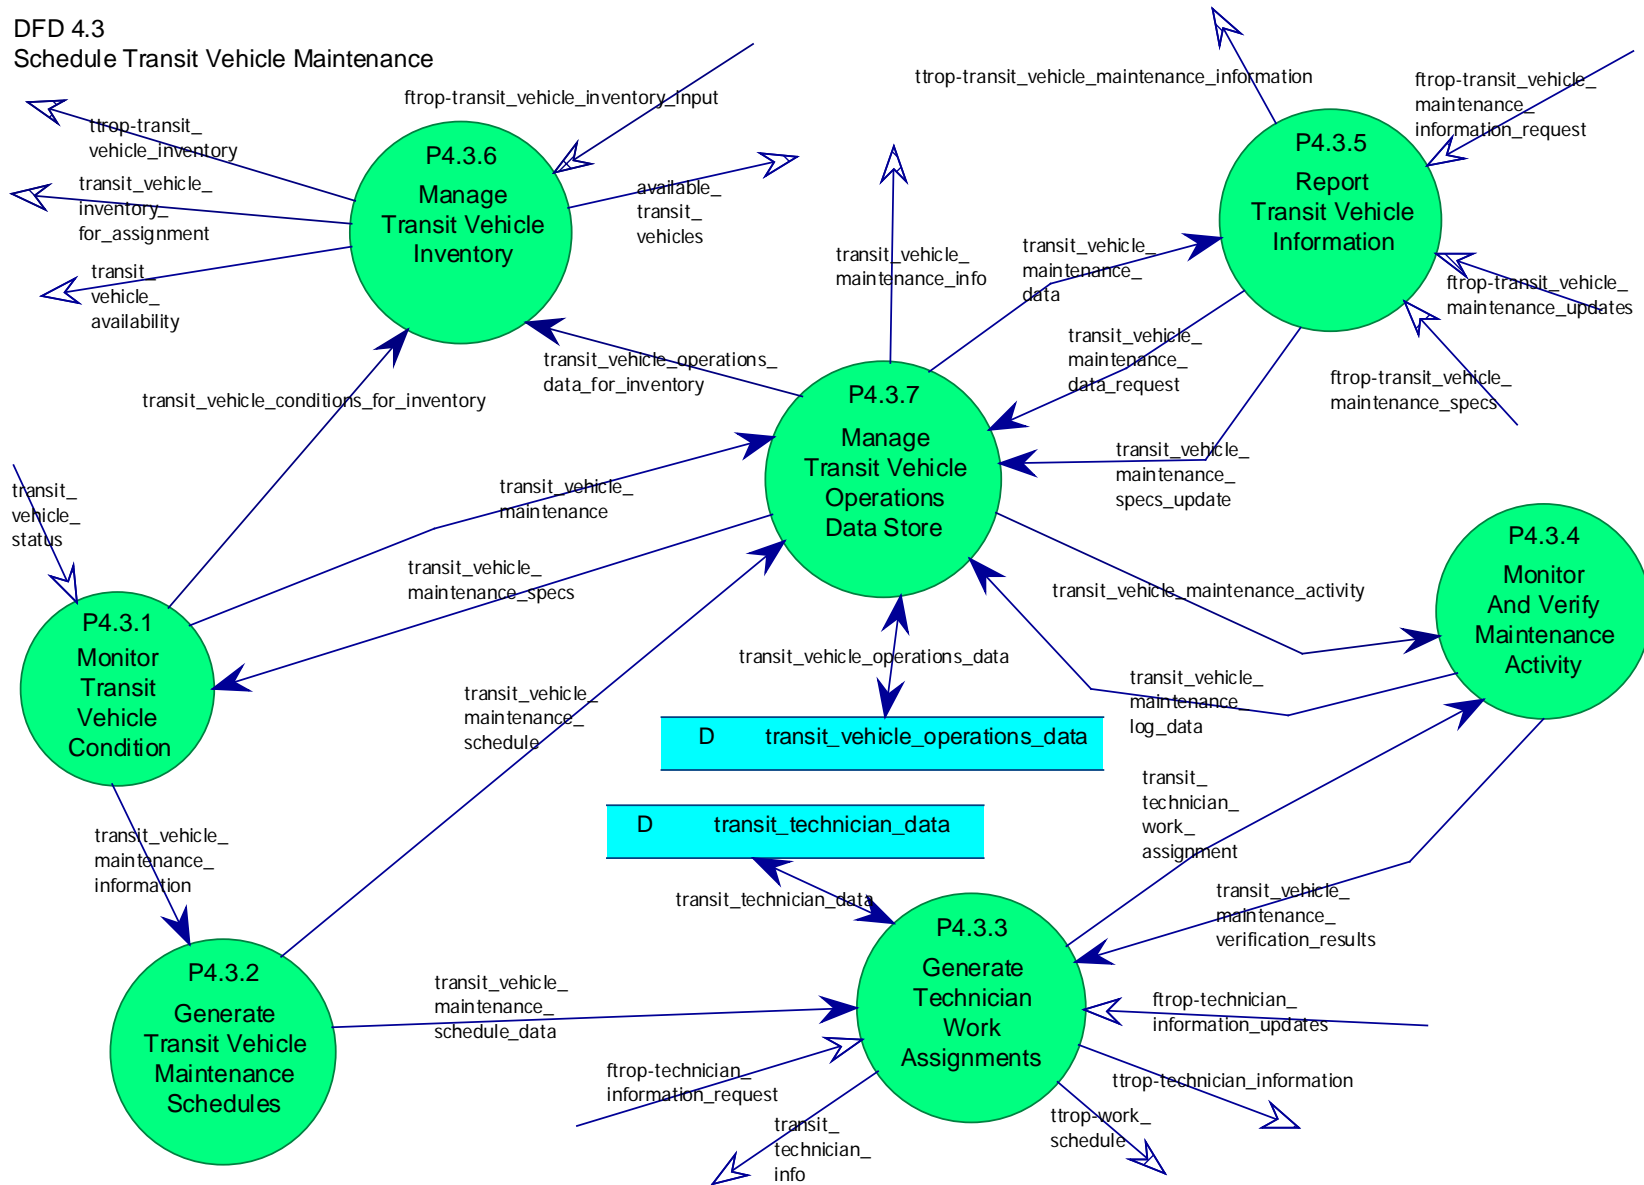 DFD 4.3
Schedule Transit Vehicle Maintenance
ttrop-transit_
vehicle_inventory
transit_vehicle_
inventory_
for_assignment
transit_
vehicle_
availability
ftrop-transit_vehicle_inventory_input
P4.3.6
Manage
Transit Vehicle
Inventory
available_
transit_
vehicles
ttrop-transit_vehicle_maintenance_information
ftrop-transit_vehicle_
maintenance_
information_request
P4.3.5
Report
Transit Vehicle
Information
ftrop-transit_vehicle_
maintenance_updates
ftrop-transit_vehicle_
maintenance_specs
transit_vehicle_
maintenance_info
transit_vehicle_
maintenance_
data
transit_vehicle_
maintenance_
data_request
transit_vehicle_
maintenance_
specs_update
transit_vehicle_operations_
data_for_inventory
transit_vehicle_conditions_for_inventory
P4.3.7
Manage
Transit Vehicle
Operations
Data Store
transit_
vehicle_
status
transit_vehicle_
maintenance
transit_vehicle_
maintenance_specs
P4.3.1
Monitor
Transit
Vehicle
Condition
P4.3.4
Monitor
And Verify
Maintenance
Activity
transit_vehicle_maintenance_activity
transit_vehicle_operations_data
transit_vehicle_
maintenance_
log_data
transit_vehicle_
maintenance_
schedule
D transit_vehicle_operations_data
D transit_technician_data
transit_technician_data
transit_
technician_
work_
assignment
transit_vehicle_
maintenance_
verification_results
transit_vehicle_
maintenance_
information
P4.3.2
Generate
Transit Vehicle
Maintenance
Schedules
transit_vehicle_
maintenance_
schedule_data
P4.3.3
Generate
Technician
Work
Assignments
ftrop-technician_
information_updates
ftrop-technician_
information_request
ttrop-technician_information
ttrop-work_
schedule
transit_
technician_
info